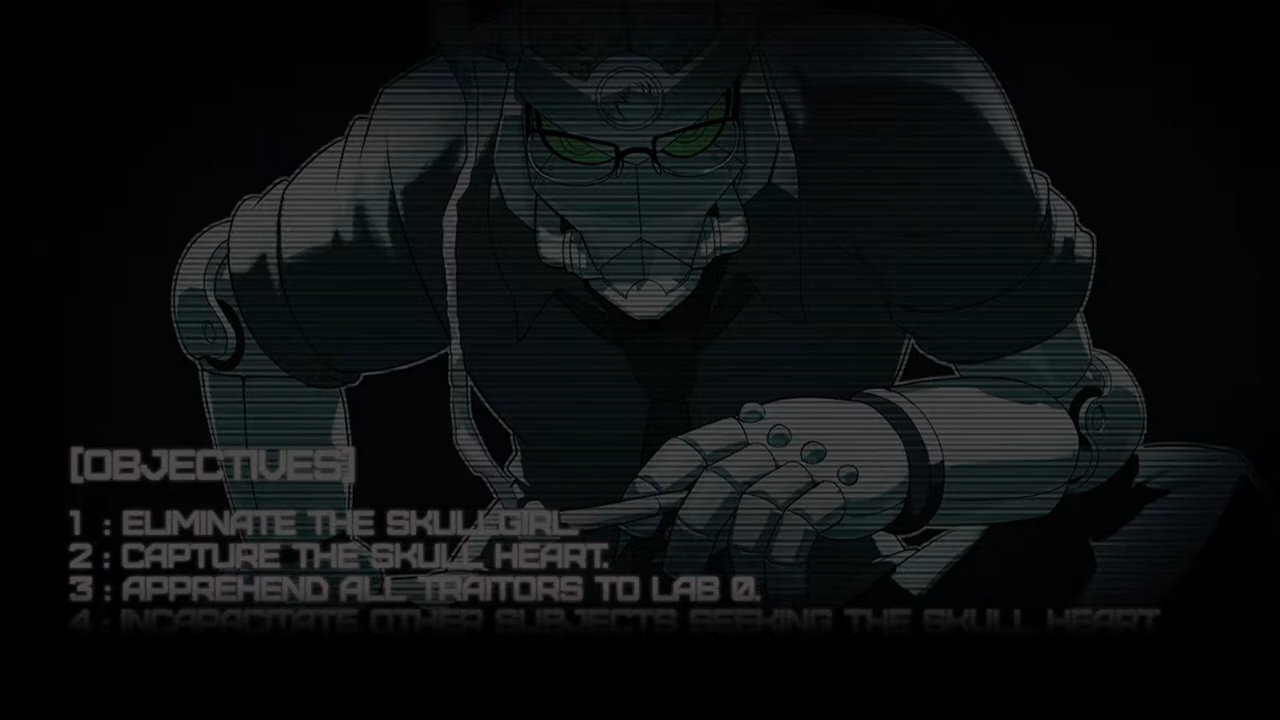 [OBJECTIVES]
1 : ELIMINATE THE SKULLGIRL.
2 : CAPTURE THE SKULL HEART.
3 : APPREHEND ALL TRAITORS TO LAB 0.
4 : INCAPACITATE OTHER SUBJECTS SEEKING THE SKULL HEART.